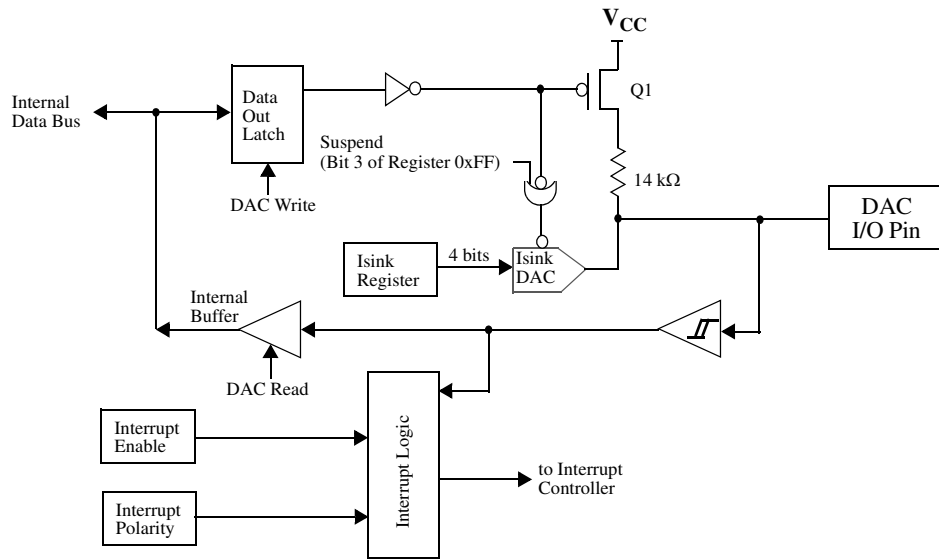 V_CC
Internal
Data Bus
Data
Out
Latch
Q1
Suspend
(Bit 3 of Register 0xFF)
14 kΩ
DAC Write
DAC
I/O Pin
Isink
Register
4 bits
Isink
DAC
Internal
Buffer
DAC Read
Interrupt
Enable
Interrupt Logic
to Interrupt
Controller
Interrupt
Polarity